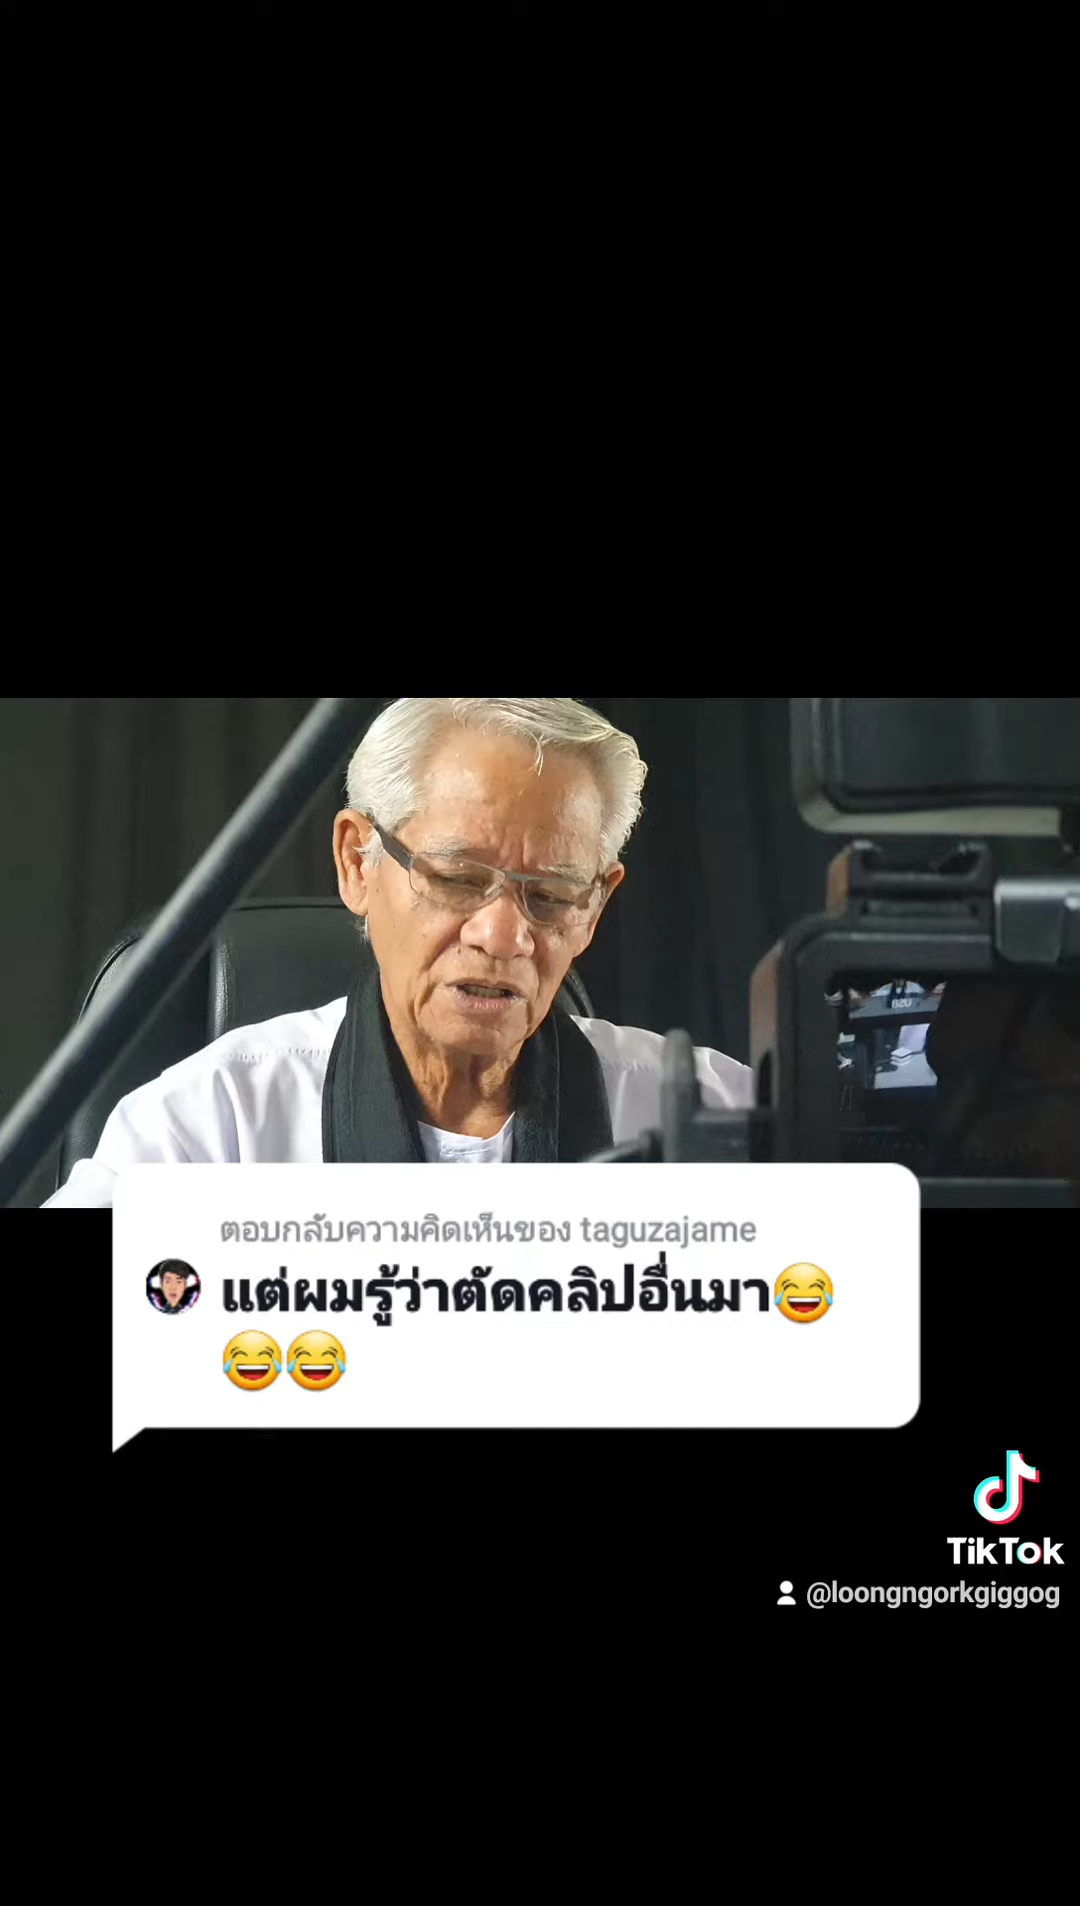 ตอบกลับความคิดเห็นของ taguzajame
แต่ผมรู้ว่าตัดคลิปอื่นมา😂
😂😂
TikTok
@loongngorkgiggog